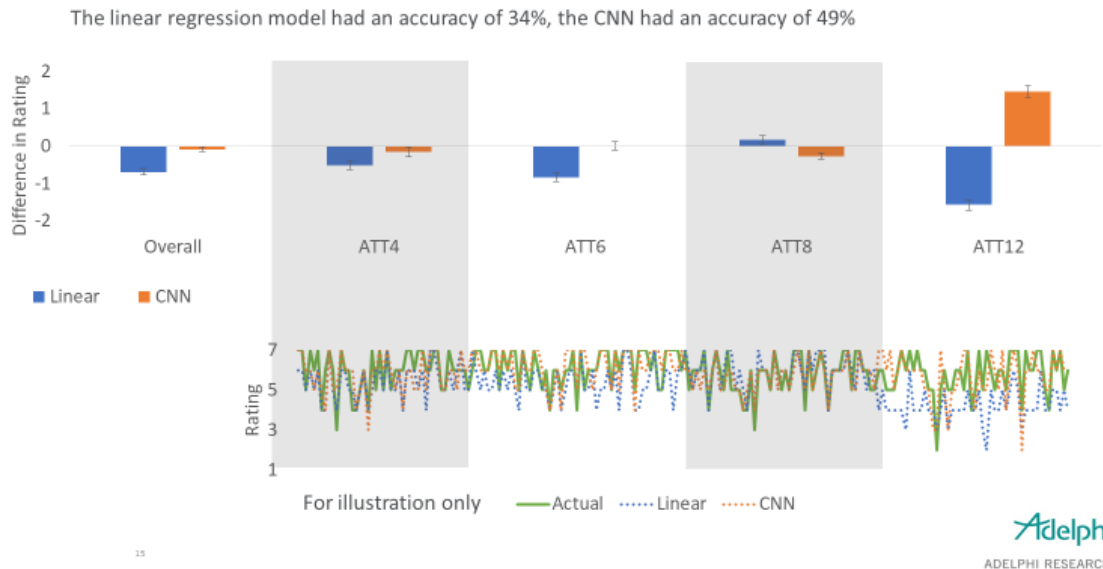 The linear regression model had an accuracy of 34%, the CNN had an accuracy of 49%
Difference in Rating
2
1
0
-1
-2
Overall ATT4 ATT6 ATT8 ATT12
Linear CNN
Rating
7
5
3
1
For illustration only Actual Linear CNN
Adelph
15
ADELPHI RESEARC